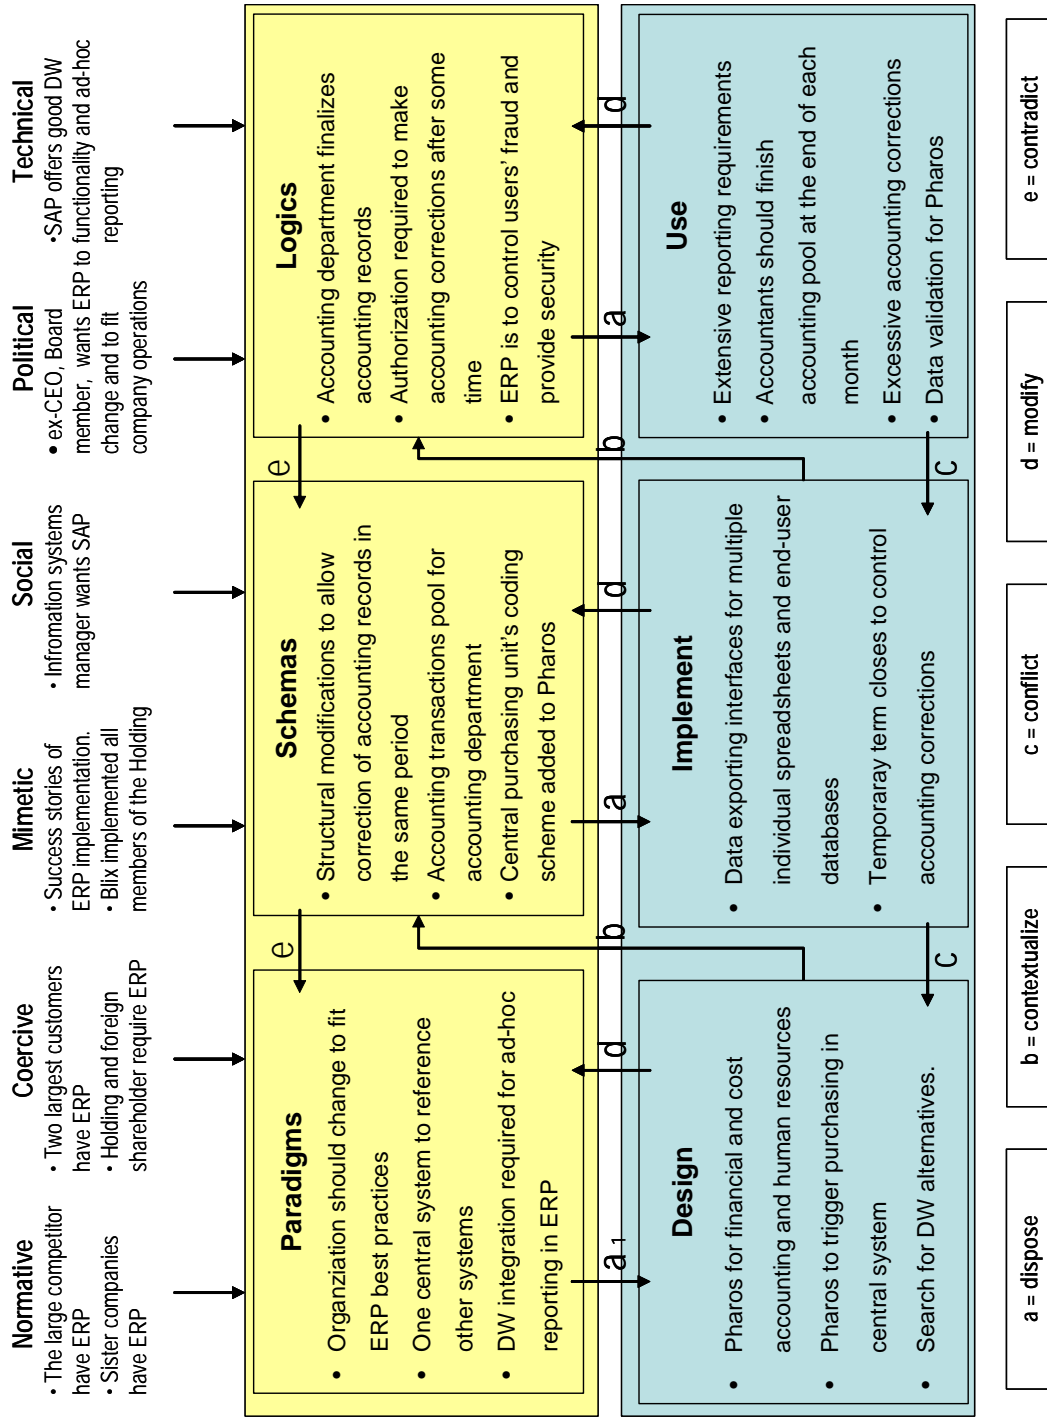 Normative
• The large competitor
have ERP
• Sister companies
have ERP
Coercive
• Two largest customers
have ERP
• Holding and foreign
shareholder require ERP
Mimetic
• Success stories of
ERP implementation.
• Blix implemented all
members of the Holding
Social
• Infromation systems
manager wants SAP
Political
• ex-CEO, Board
member, wants ERP to
change and to fit
company operations
Technical
•SAP offers good DW
functionality and ad-hoc
reporting
Paradigms
• Organziation should change to fit
ERP best practices
• One central system to reference
other systems
• DW integration required for ad-hoc
reporting in ERP
e
Schemas
• Structural modifications to allow
correction of accounting records in
the same period
• Accounting transactions pool for
accounting department
• Central purchasing unit's coding
scheme added to Pharos
e
Logics
• Accounting department finalizes
accounting records
• Authorization required to make
accounting corrections after some
time
• ERP is to control users' fraud and
provide security
a 1
d
b
a
d
b
a
d
Design
• Pharos for financial and cost
accounting and human resources
• Pharos to trigger purchasing in
central system
• Search for DW alternatives.
c
Implement
• Data exporting interfaces for multiple
individual spreadsheets and end-user
databases
• Temporaray term closes to control
accounting corrections
c
Use
• Extensive reporting requirements
• Accountants should finish
accounting pool at the end of each
month
• Excessive accounting corrections
• Data validation for Pharos
a = dispose
b = contextualize
c = conflict
d = modify
e = contradict